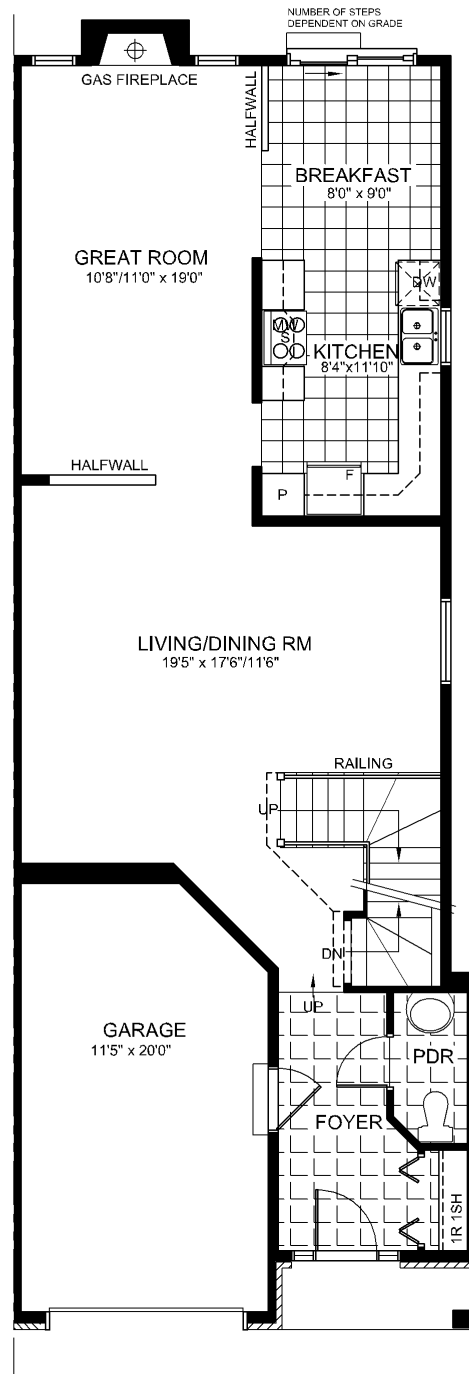 NUMBER OF STEPS
DEPENDENT ON GRADE
GAS FIREPLACE
HALFWALL
BREAKFAST
8'0" x 9'0"
GREAT ROOM
10'8"/11'0" x 19'0"
DW
MW
S
KITCHEN
8'4"x11'10"
HALFWALL
F
P
LIVING/DINING RM
19'5" x 17'6"/11'6"
RAILING
UP
DN
UP
GARAGE
11'5" x 20'0"
PDR
FOYER
1R 1SH